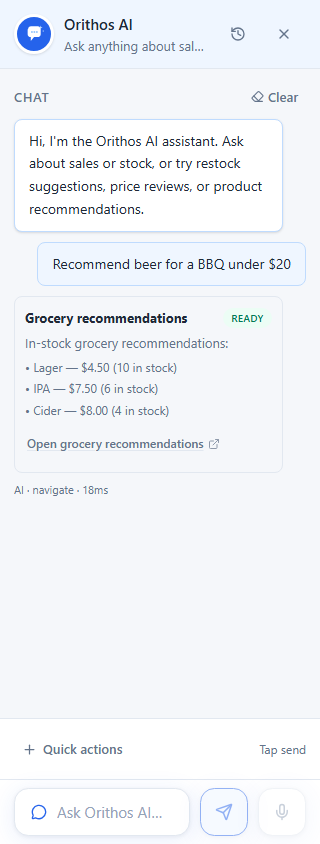 Orithos AI
Ask anything about sal...
CHAT
Clear
Hi, I'm the Orithos AI assistant. Ask
about sales or stock, or try restock
suggestions, price reviews, or product
recommendations.
Recommend beer for a BBQ under $20
Grocery recommendations READY
In-stock grocery recommendations:
• Lager — $4.50 (10 in stock)
• IPA — $7.50 (6 in stock)
• Cider — $8.00 (4 in stock)
Open grocery recommendations
AI · navigate · 18ms
Quick actions
Tap send
Ask Orithos AI...